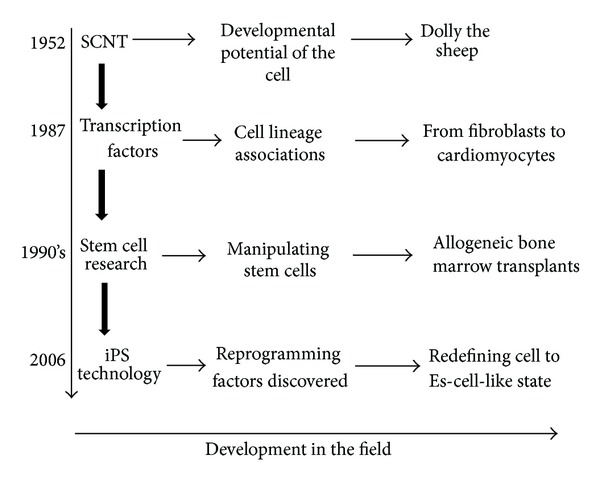 1952
SCNT
Developmental
potential of the
cell
Dolly the
sheep
1987
Transcription
factors
Cell lineage
associations
From fibroblasts to
cardiomyocytes
1990's
Stem cell
research
Manipulating
stem cells
Allogeneic bone
marrow transplants
2006
iPS
technology
Reprogramming
factors discovered
Redefining cell to
Es-cell-like state
Development in the field